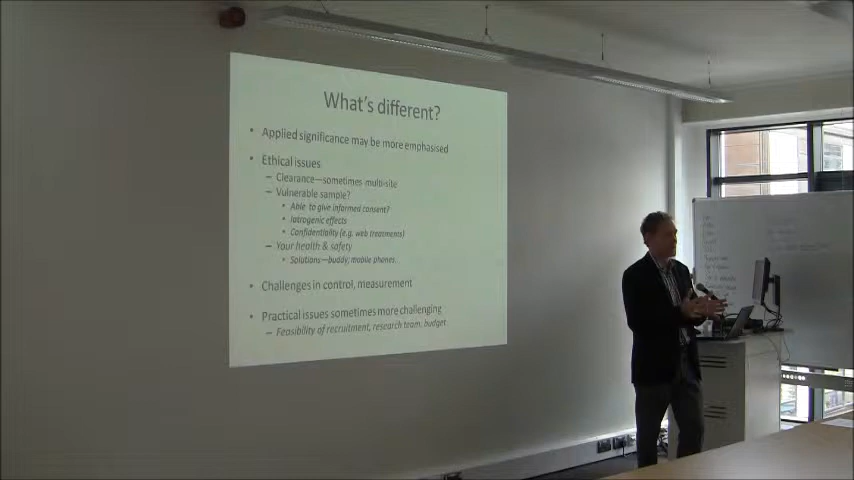 What's different?
• Applied significance may be more emphasised
• Ethical issues
– Clearance—sometimes multi-site
– Vulnerable sample?
• Able to give informed consent?
• Iatrogenic effects
• Confidentiality (e.g. web treatments)
– Your health & safety
• Solutions—buddy, mobile phones.
• Challenges in control, measurement
• Practical issues sometimes more challenging
– Feasibility of recruitment, research team, budget